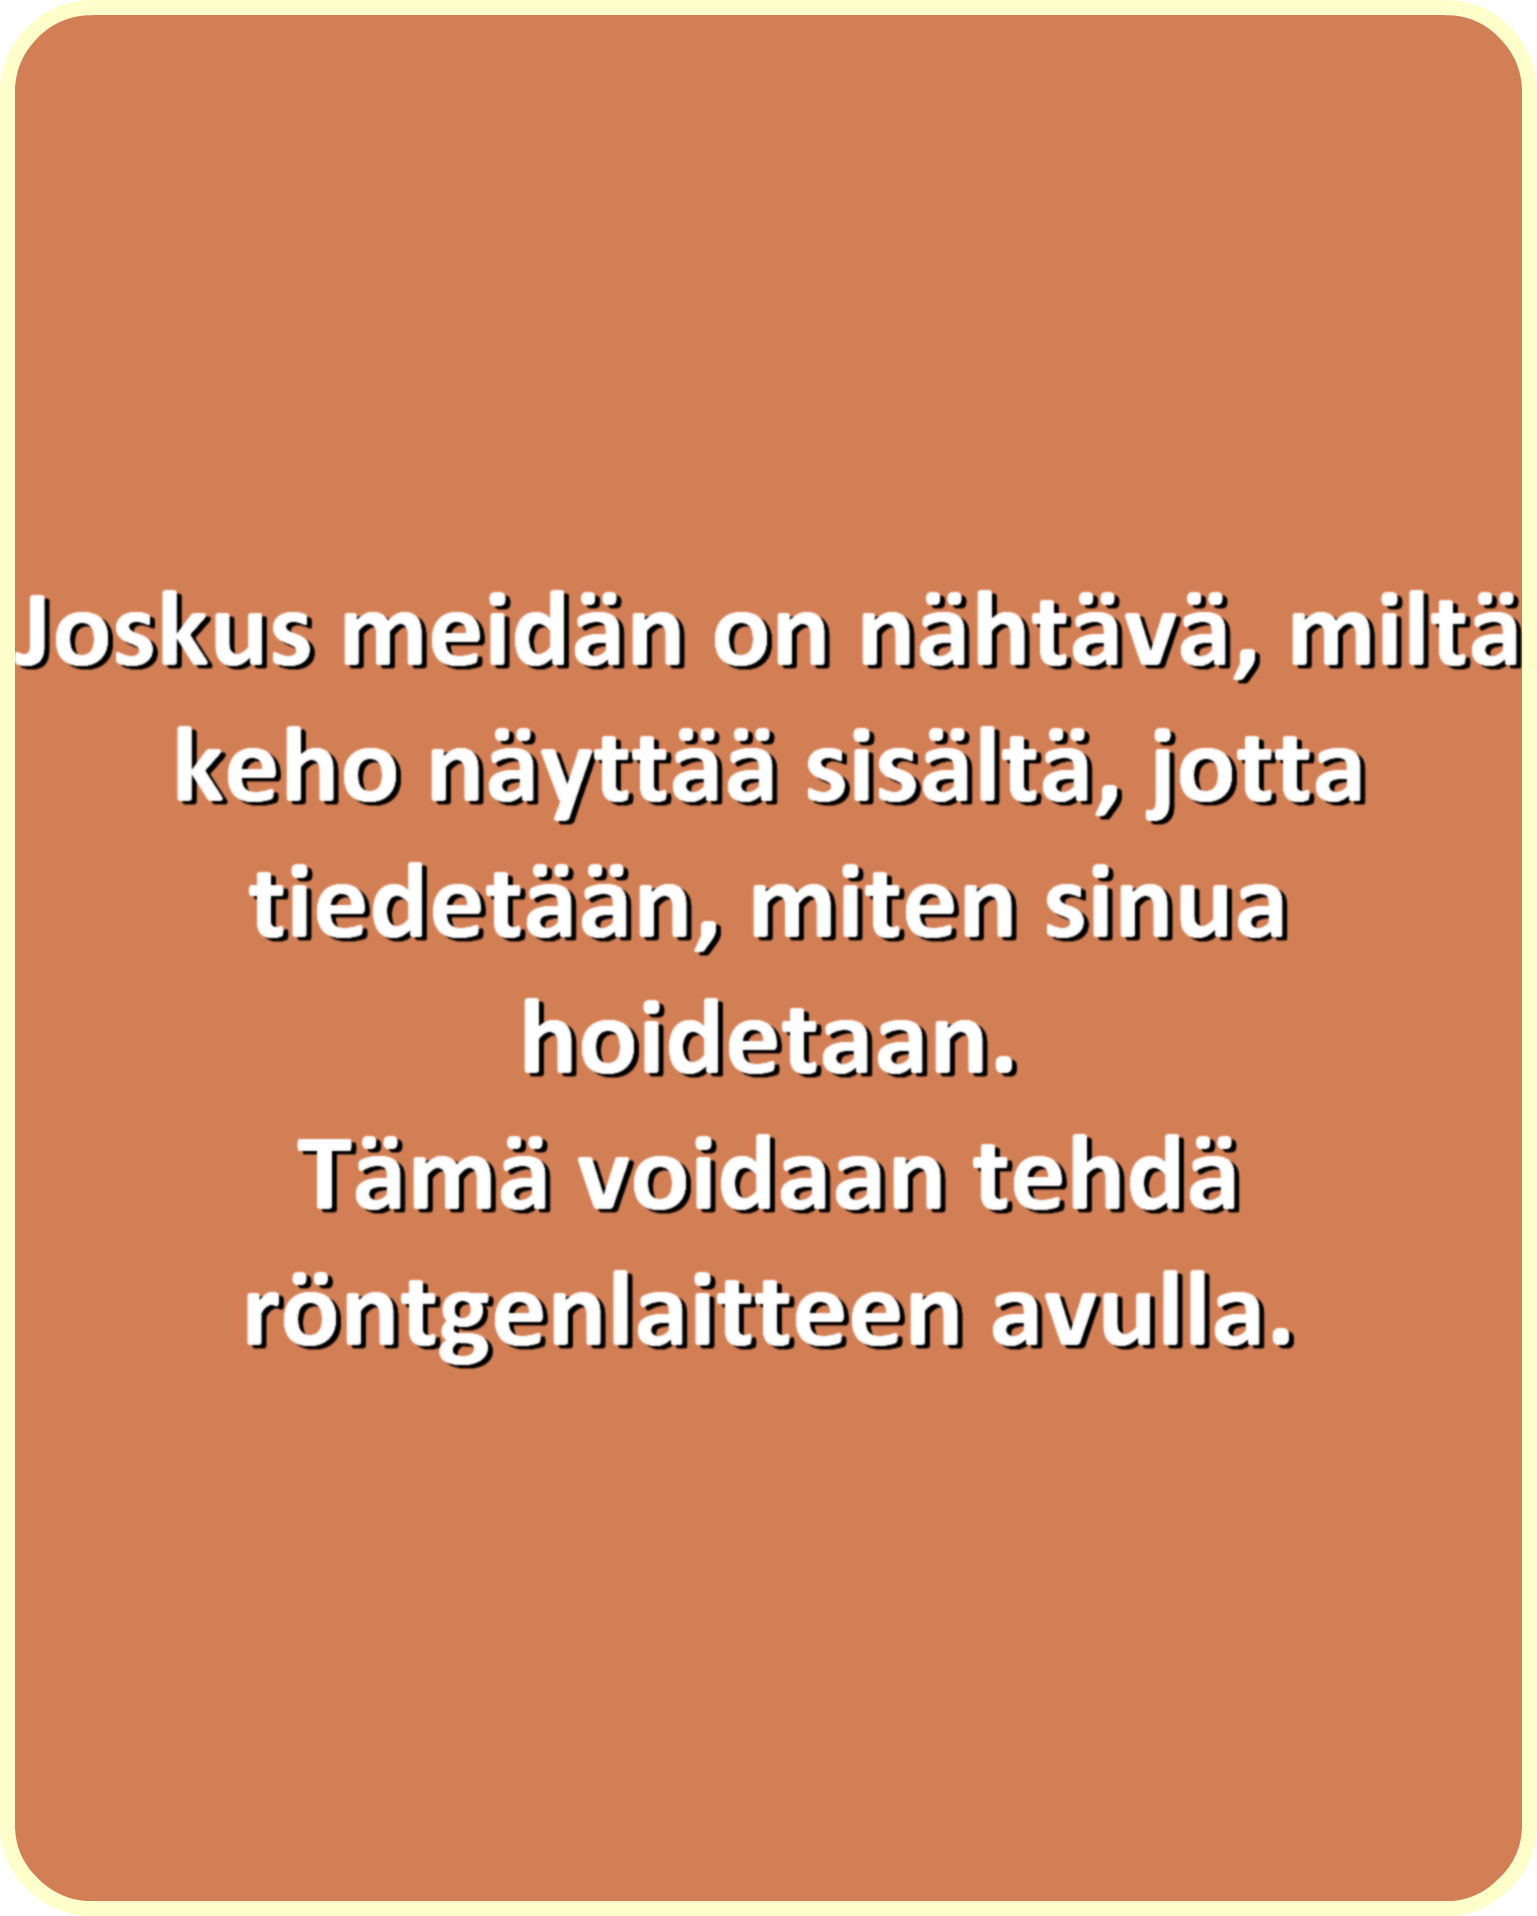 Joskus meidän on nähtävä, miltä
keho näyttää sisältä, jotta
tiedetään, miten sinua
hoidetaan.
Tämä voidaan tehdä
röntgenlaitteen avulla.